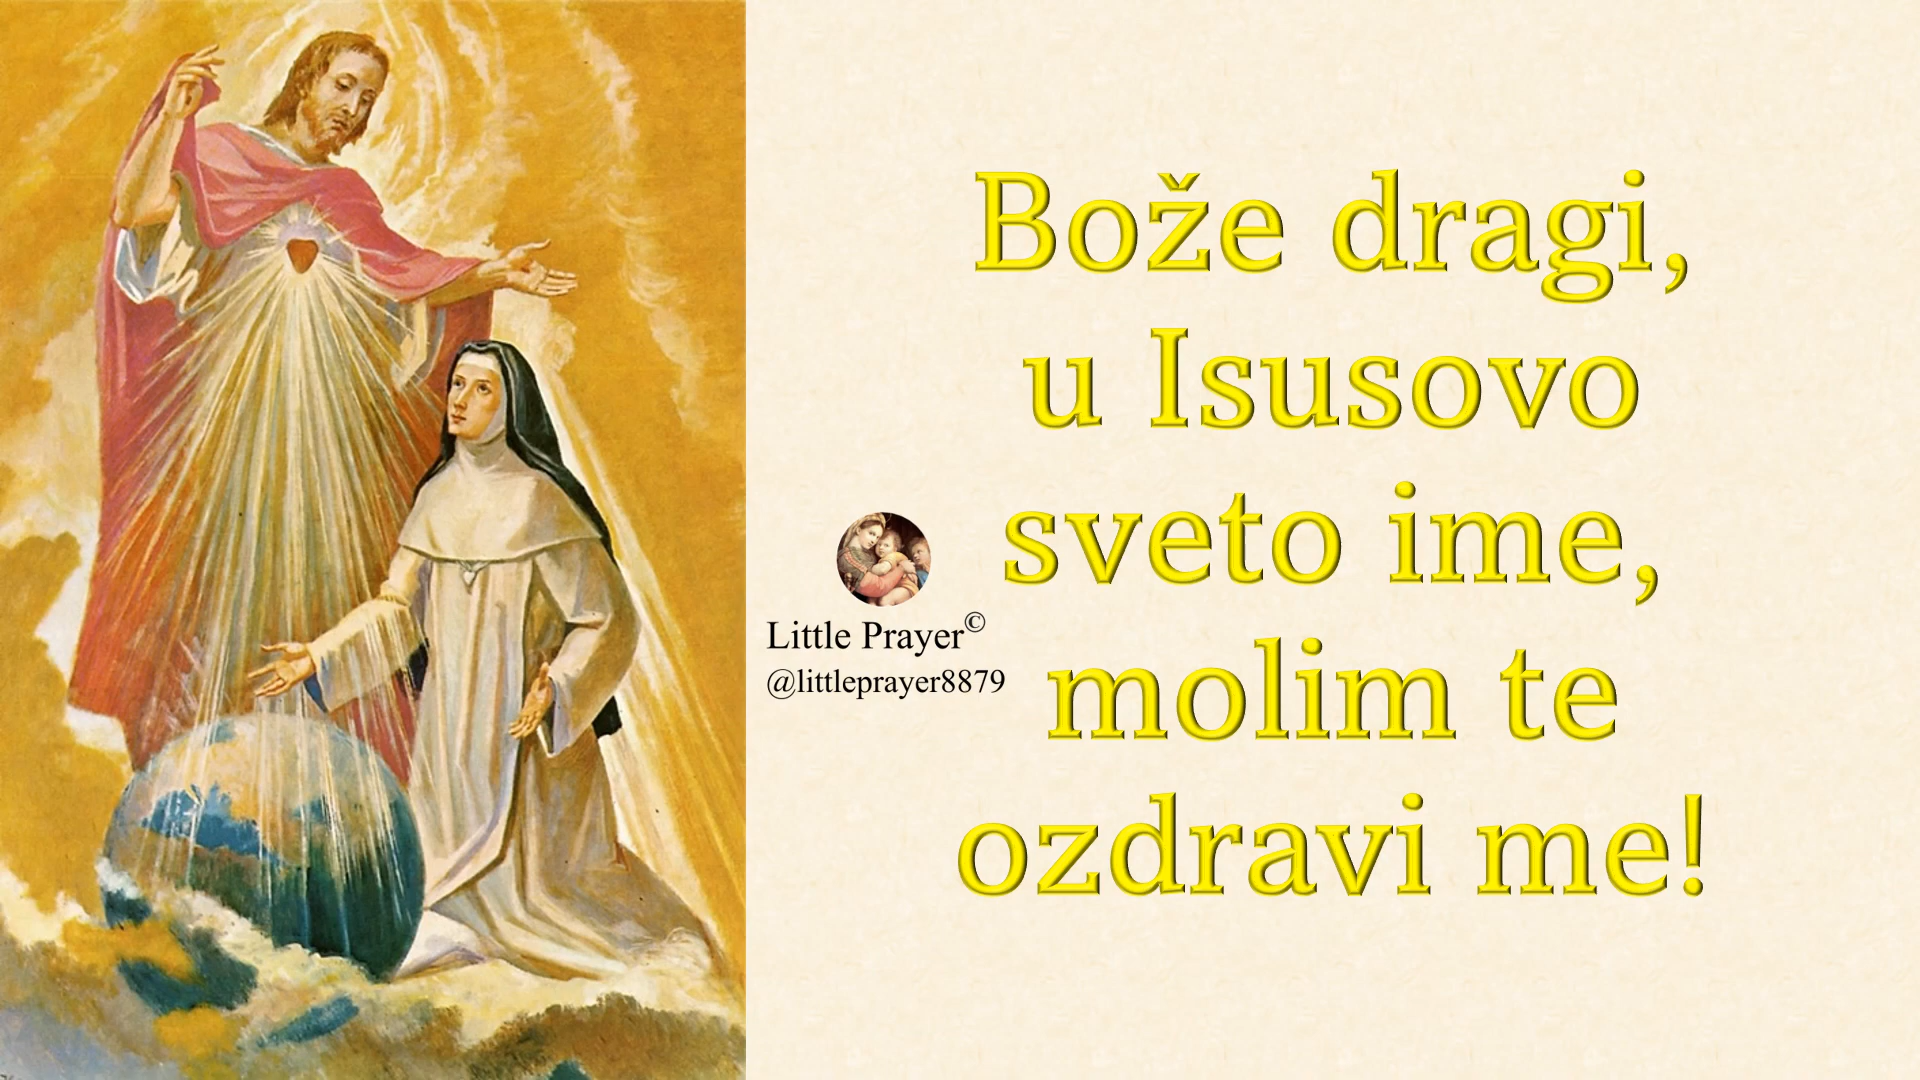 Bože dragi,
u Isusovo
sveto ime,
molim te
ozdravi me!
Little Prayer©
@littleprayer8879